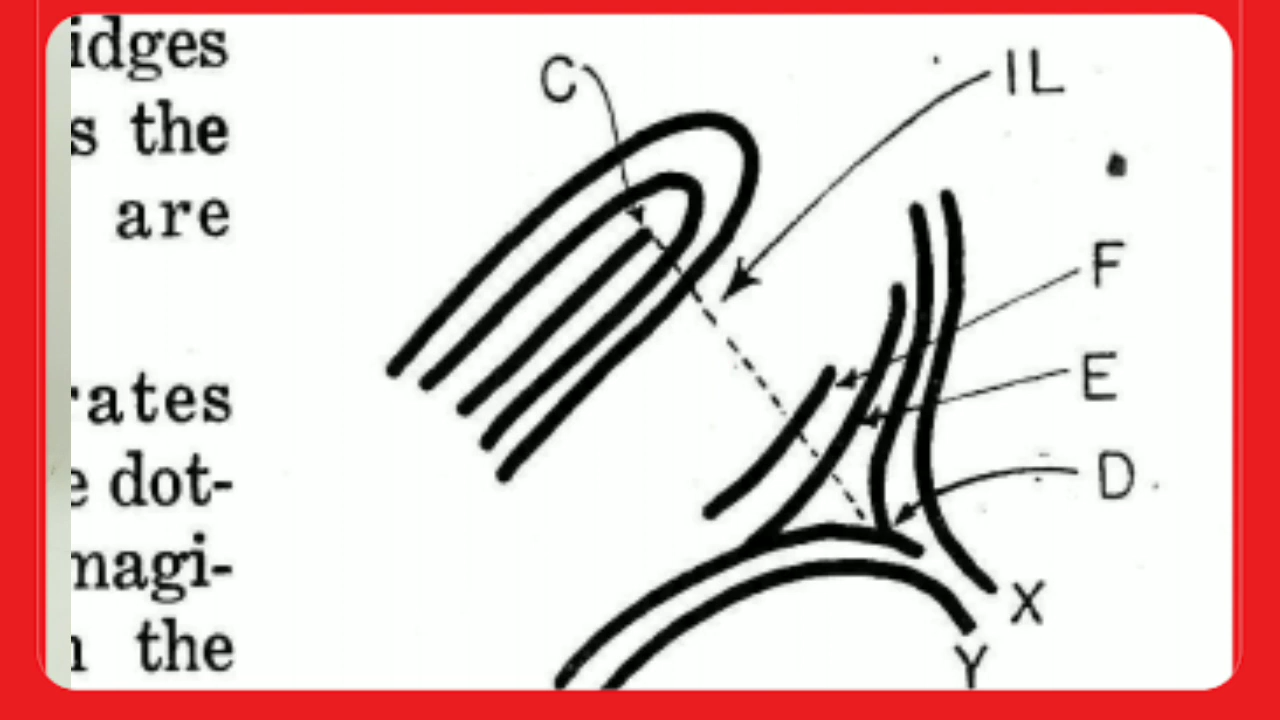 idges
s the
are
rates
e dot-
magi-
n the
C
IL
F
E
D
X
Y